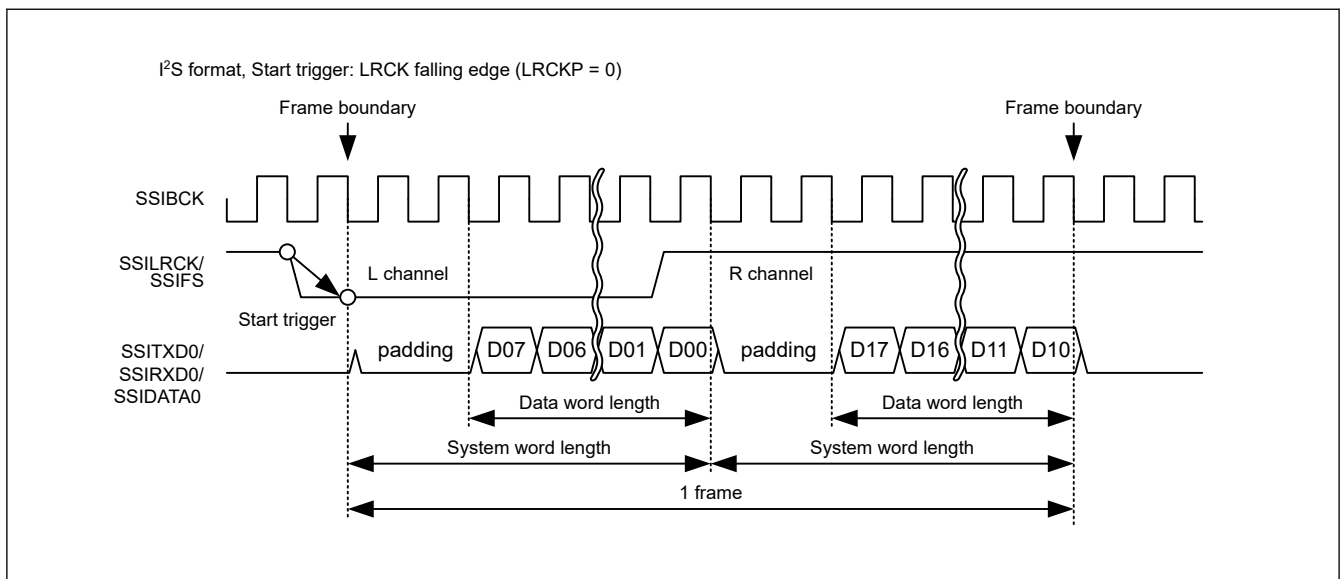 I²S format, Start trigger: LRCK falling edge (LRCKP = 0)
Frame boundary Frame boundary
SSIBCK
SSILRCK/
SSIFS
L channel R channel
Start trigger
SSITXD0/
SSIRXD0/
SSIDATA0
padding D07 D06 D01 D00 padding D17 D16 D11 D10
Data word length Data word length
System word length System word length
1 frame